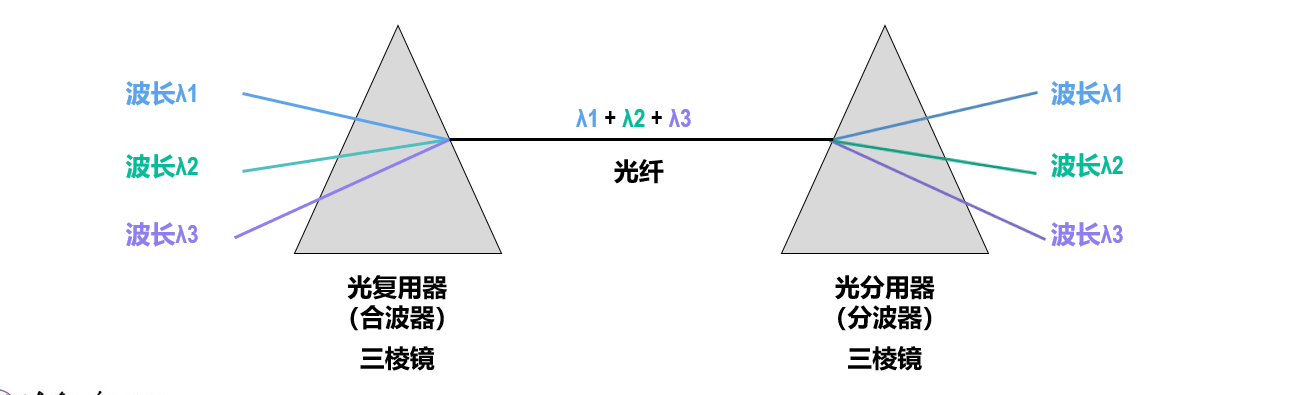 波长λ1
波长λ2
波长λ3
λ1 + λ2 + λ3
光纤
波长λ1
波长λ2
波长λ3
光复用器
（合波器）
三棱镜
光分用器
（分波器）
三棱镜